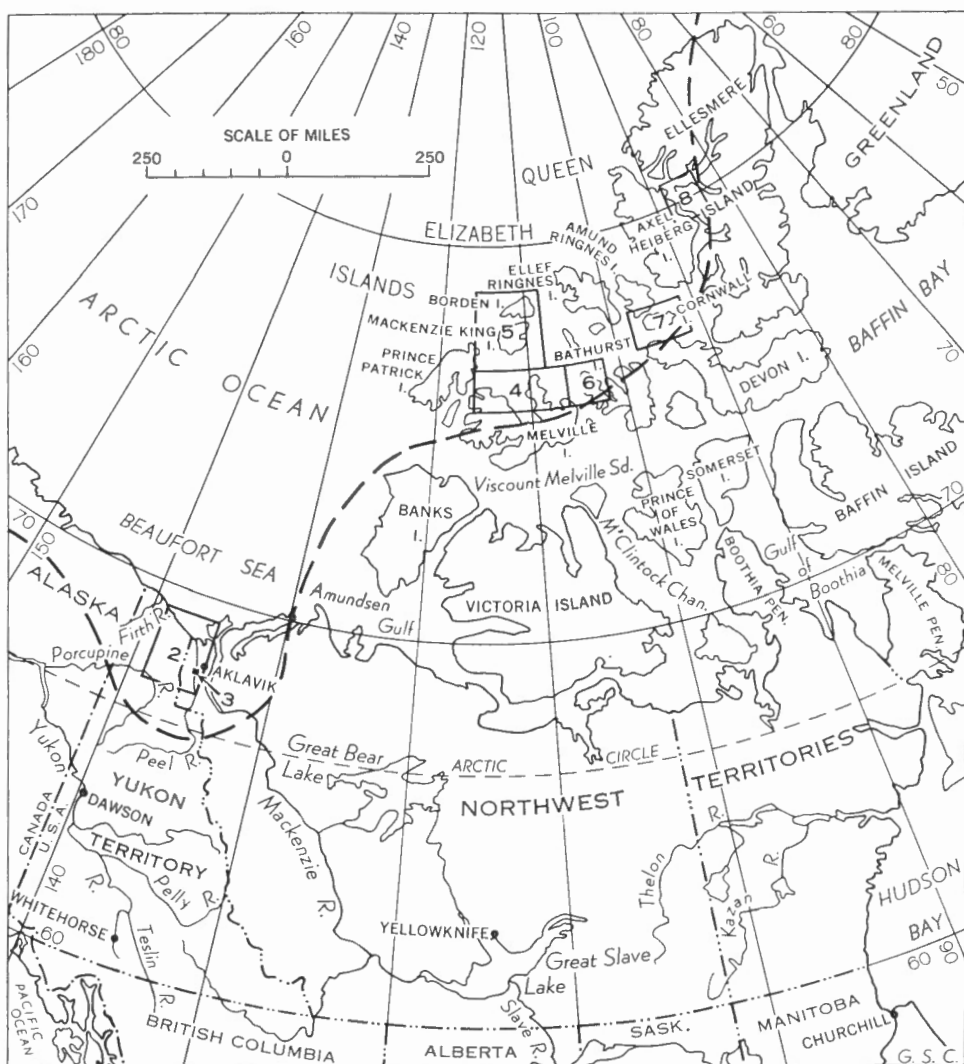 180
80
160
140
120
100
80
60
80
50
SCALE OF MILES
250 0 250
GREENLAND
ELLESMERE
QUEEN
170
8
AXEL
HEIBERG
I.
ISLAND
AMUND
RINGNES I.
ELIZABETH
ELLEF
RINGNES
I.
ISLANDS
BORDEN I.
CORNWALL
I.
BAFFIN BAY
ARCTIC OCEAN
MACKENZIE KING
I.
5
7
160
PRINCE
PATRICK
I.
BATHURST
I.
70
4
6
DEVON I.
MELVILLE
I.
Viscount Melville Sd.
SOMERSET
I.
BAFFIN ISLAND
70
BANKS
I.
PRINCE
OF
WALES
I.
70
150
BEAUFORT SEA
M'Clintock Chan.
BOOTHIA PEN.
Gulf
of
Boothia
80
MELVILLE PEN.
ALASKA
Amundsen
Gulf
VICTORIA ISLAND
Firth R.
Porcupine
R.
2
AKLAVIK
3
Yukon
R.
Peel R.
Great Bear
Lake
ARCTIC CIRCLE
YUKON
TERRITORY
DAWSON
CANADA
U.S.A.
NORTHWEST TERRITORIES
Mackenzie
R.
Thelon
R.
Kazan
R.
HUDSON
BAY
140
Pelly
R.
WHITEHORSE
Teslin
R.
YELLOWKNIFE
60
Great Slave
Lake
60
90
PACIFIC
OCEAN
Slave R.
BRITISH COLUMBIA
ALBERTA
SASK.
MANITOBA
CHURCHILL
G. S. C.